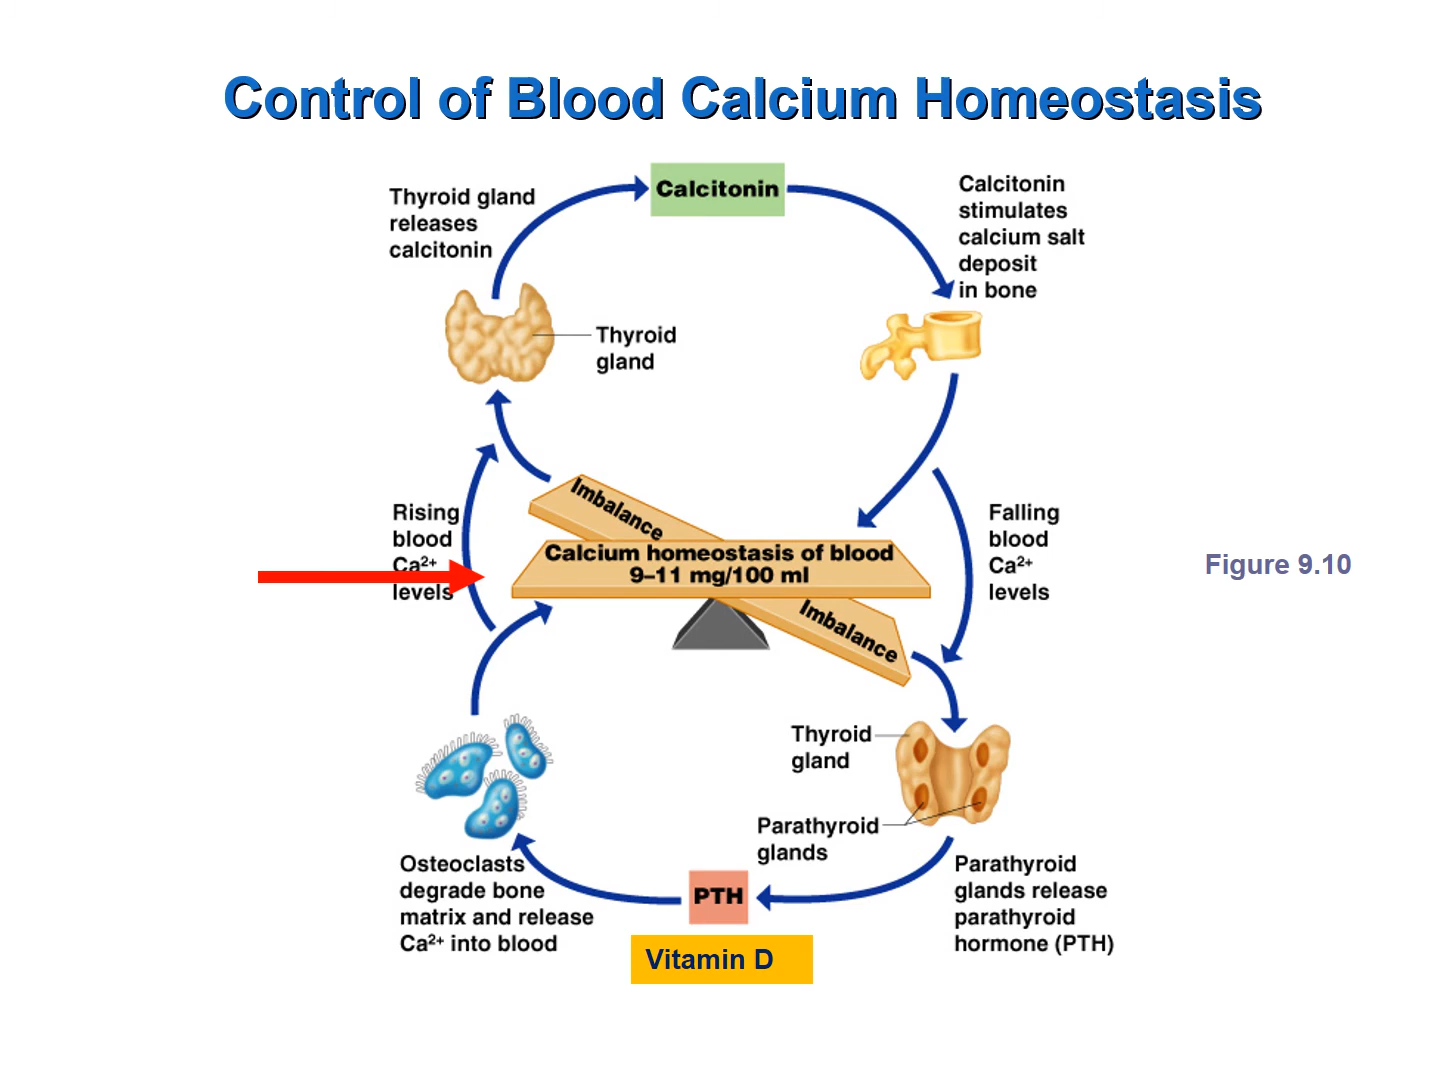 Control of Blood Calcium Homeostasis
Calcitonin
Thyroid gland
releases
calcitonin
Calcitonin
stimulates
calcium salt
deposit
in bone
Thyroid
gland
Imbalance
Rising
blood
Ca²⁺
levels
Calcium homeostasis of blood
9–11 mg/100 ml
Falling
blood
Ca²⁺
levels
Figure 9.10
Imbalance
Thyroid
gland
Parathyroid
glands
Osteoclasts
degrade bone
matrix and release
Ca²⁺ into blood
PTH
Parathyroid
glands release
parathyroid
hormone (PTH)
Vitamin D